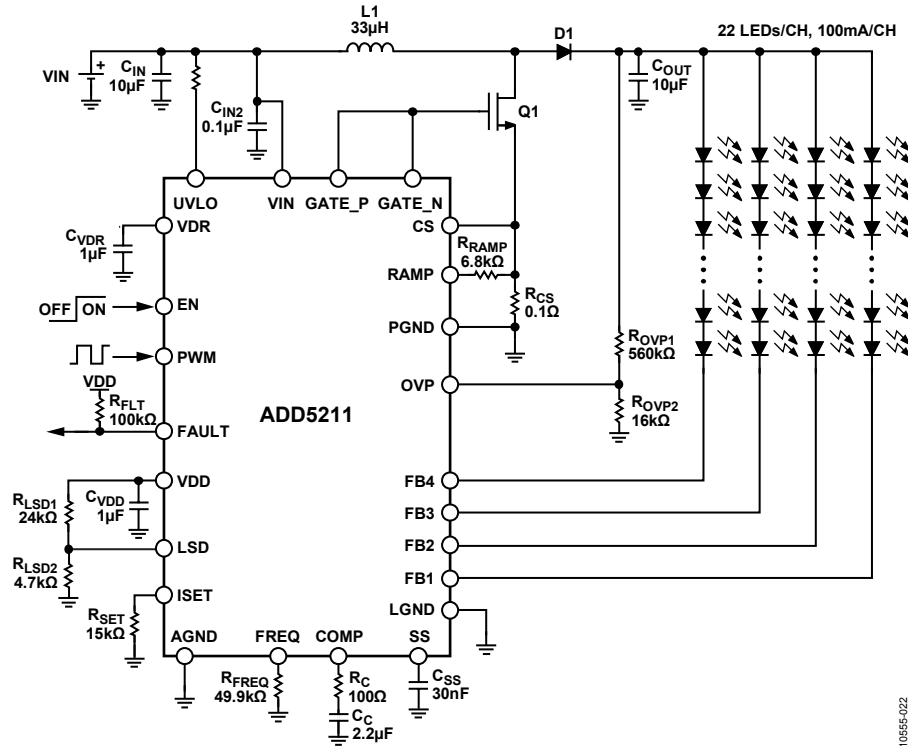 L1
33µH
D1
22 LEDs/CH, 100mA/CH
VIN
+
CIN
10µF
CIN2
0.1µF
COUT
10µF
Q1
UVLO
VIN
GATE_P
GATE_N
VDR
CS
CVDR
1µF
RRAMP
6.8kΩ
RAMP
OFF
ON
EN
RCS
0.1Ω
PGND
PWM
ROVP1
560kΩ
VDD
RFLT
100kΩ
OVP
ADD5211
ROVP2
16kΩ
FAULT
VDD
FB4
RLSD1
24kΩ
CVDD
1µF
FB3
LSD
FB2
RLSD2
4.7kΩ
FB1
ISET
LGND
RSET
15kΩ
AGND
FREQ
COMP
SS
RFREQ
49.9kΩ
RC
100Ω
CSS
30nF
CC
2.2µF
10555-022